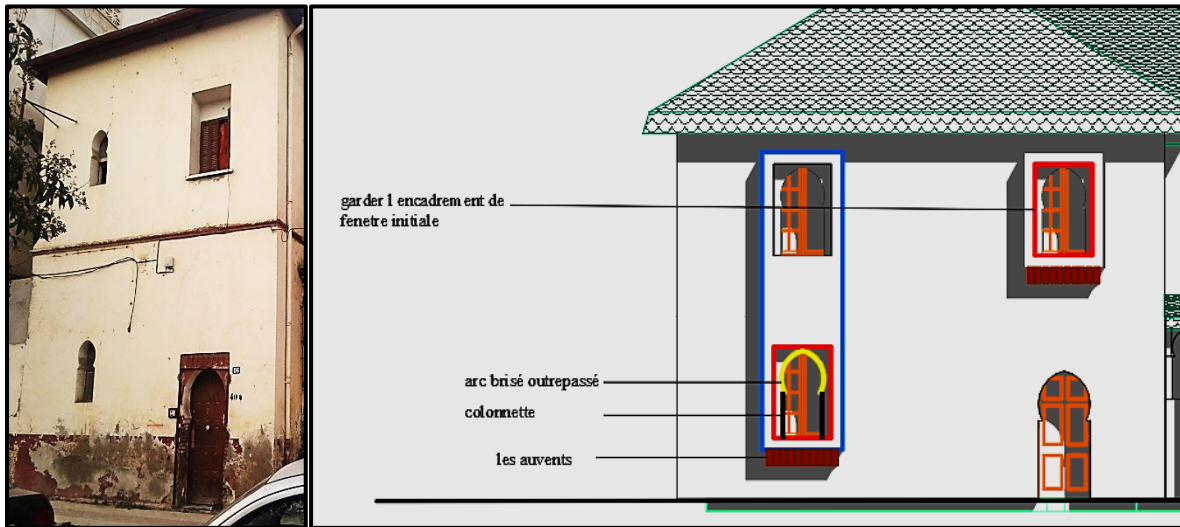 garder l encadrement de
fenetre initiale
arc brisé outrepassé
colonnette
les auvents